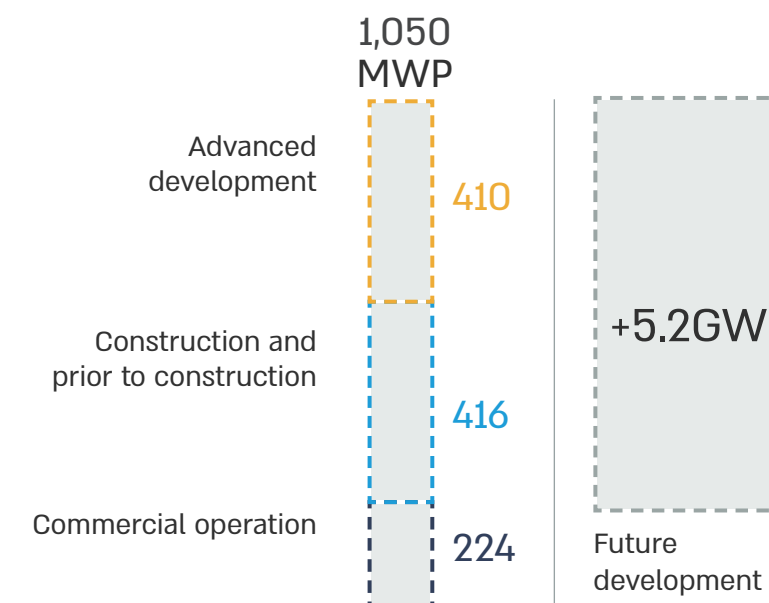 1,050
MWP
Advanced
development
410
Construction and
prior to construction
416
Commercial operation
224
+5.2GW
Future
development